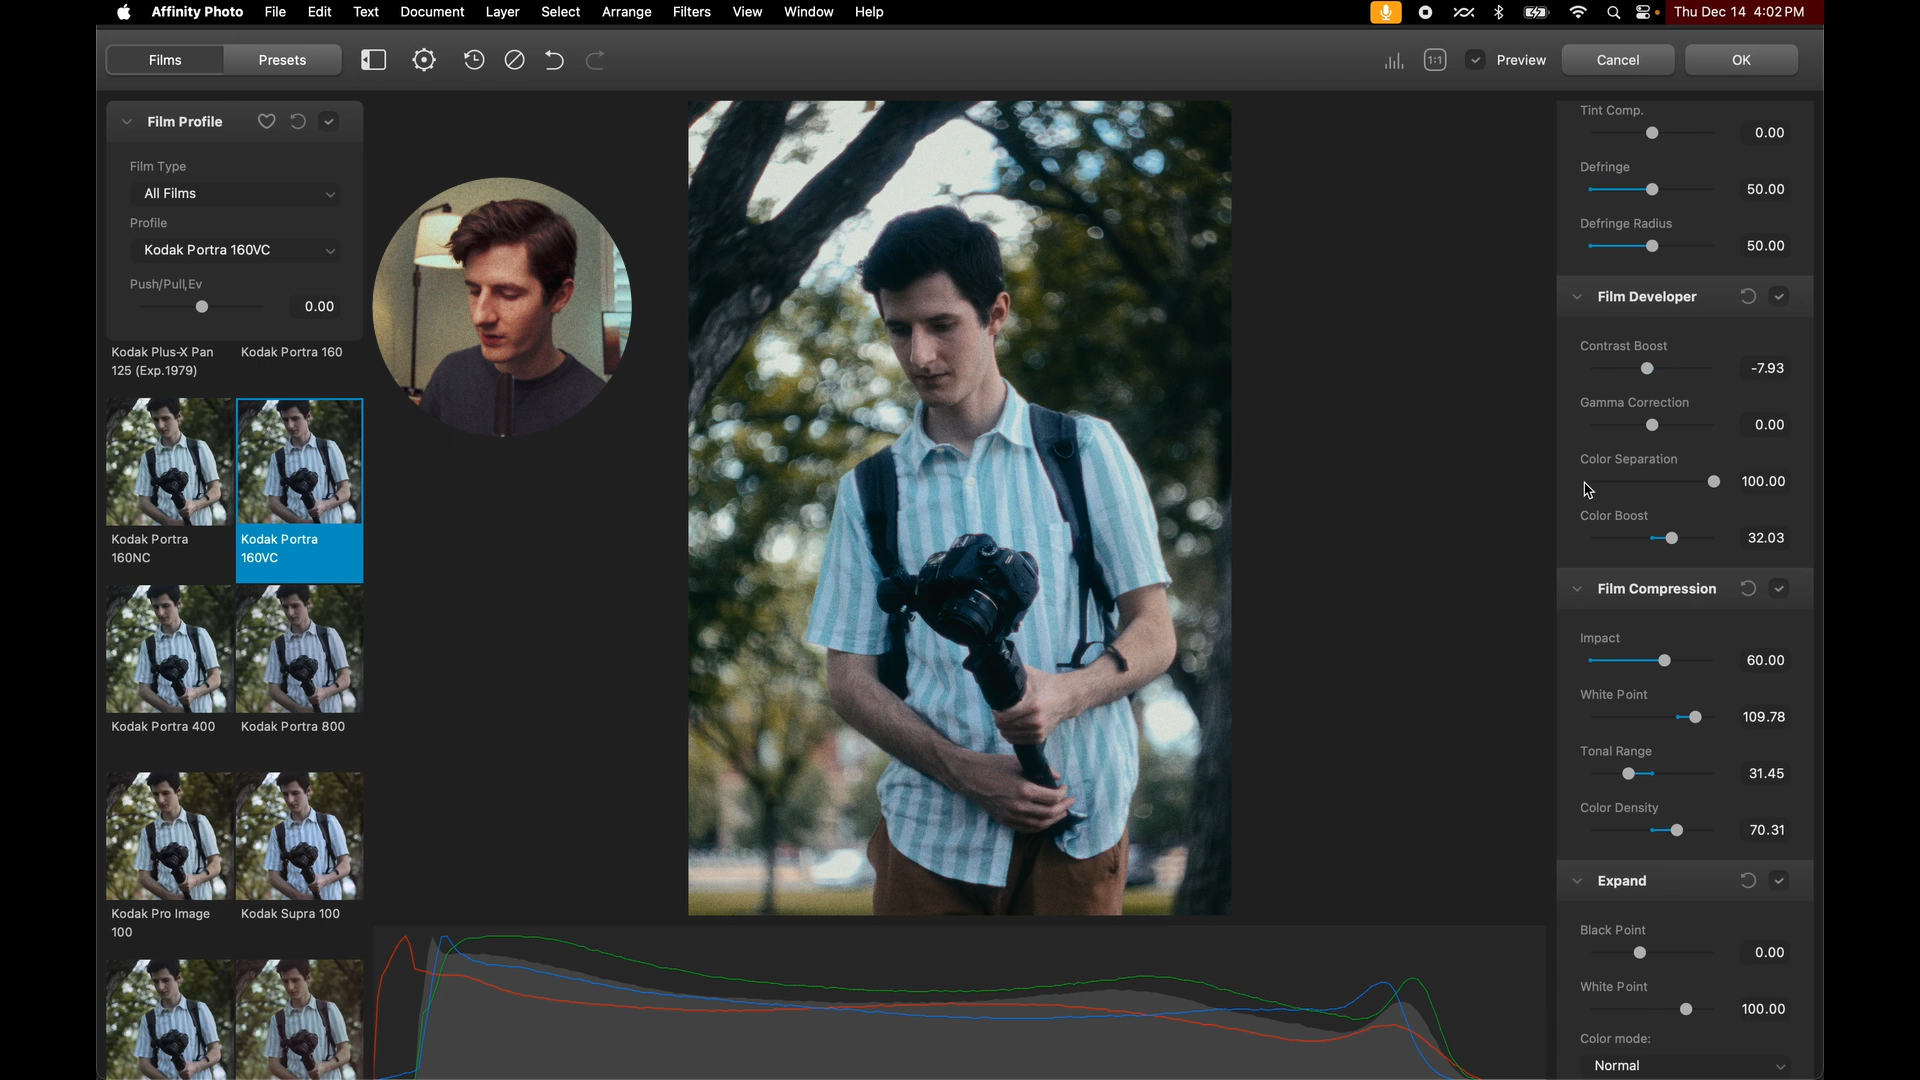 Affinity Photo File Edit Text Document Layer Select Arrange Filters View Window Help Thu Dec 14 4:02 PM
Films Presets 1:1 Preview Cancel OK
Film Profile
Film Type
All Films
Profile
Kodak Portra 160VC
Push/Pull,Ev
0.00
Kodak Plus-X Pan
125 (Exp.1979)
Kodak Portra 160
Kodak Portra
160NC
Kodak Portra
160VC
Kodak Portra 400
Kodak Portra 800
Kodak Pro Image
100
Kodak Supra 100
Tint Comp.
0.00
Defringe
50.00
Defringe Radius
50.00
Film Developer
Contrast Boost
-7.93
Gamma Correction
0.00
Color Separation
100.00
Color Boost
32.03
Film Compression
Impact
60.00
White Point
109.78
Tonal Range
31.45
Color Density
70.31
Expand
Black Point
0.00
White Point
100.00
Color mode:
Normal